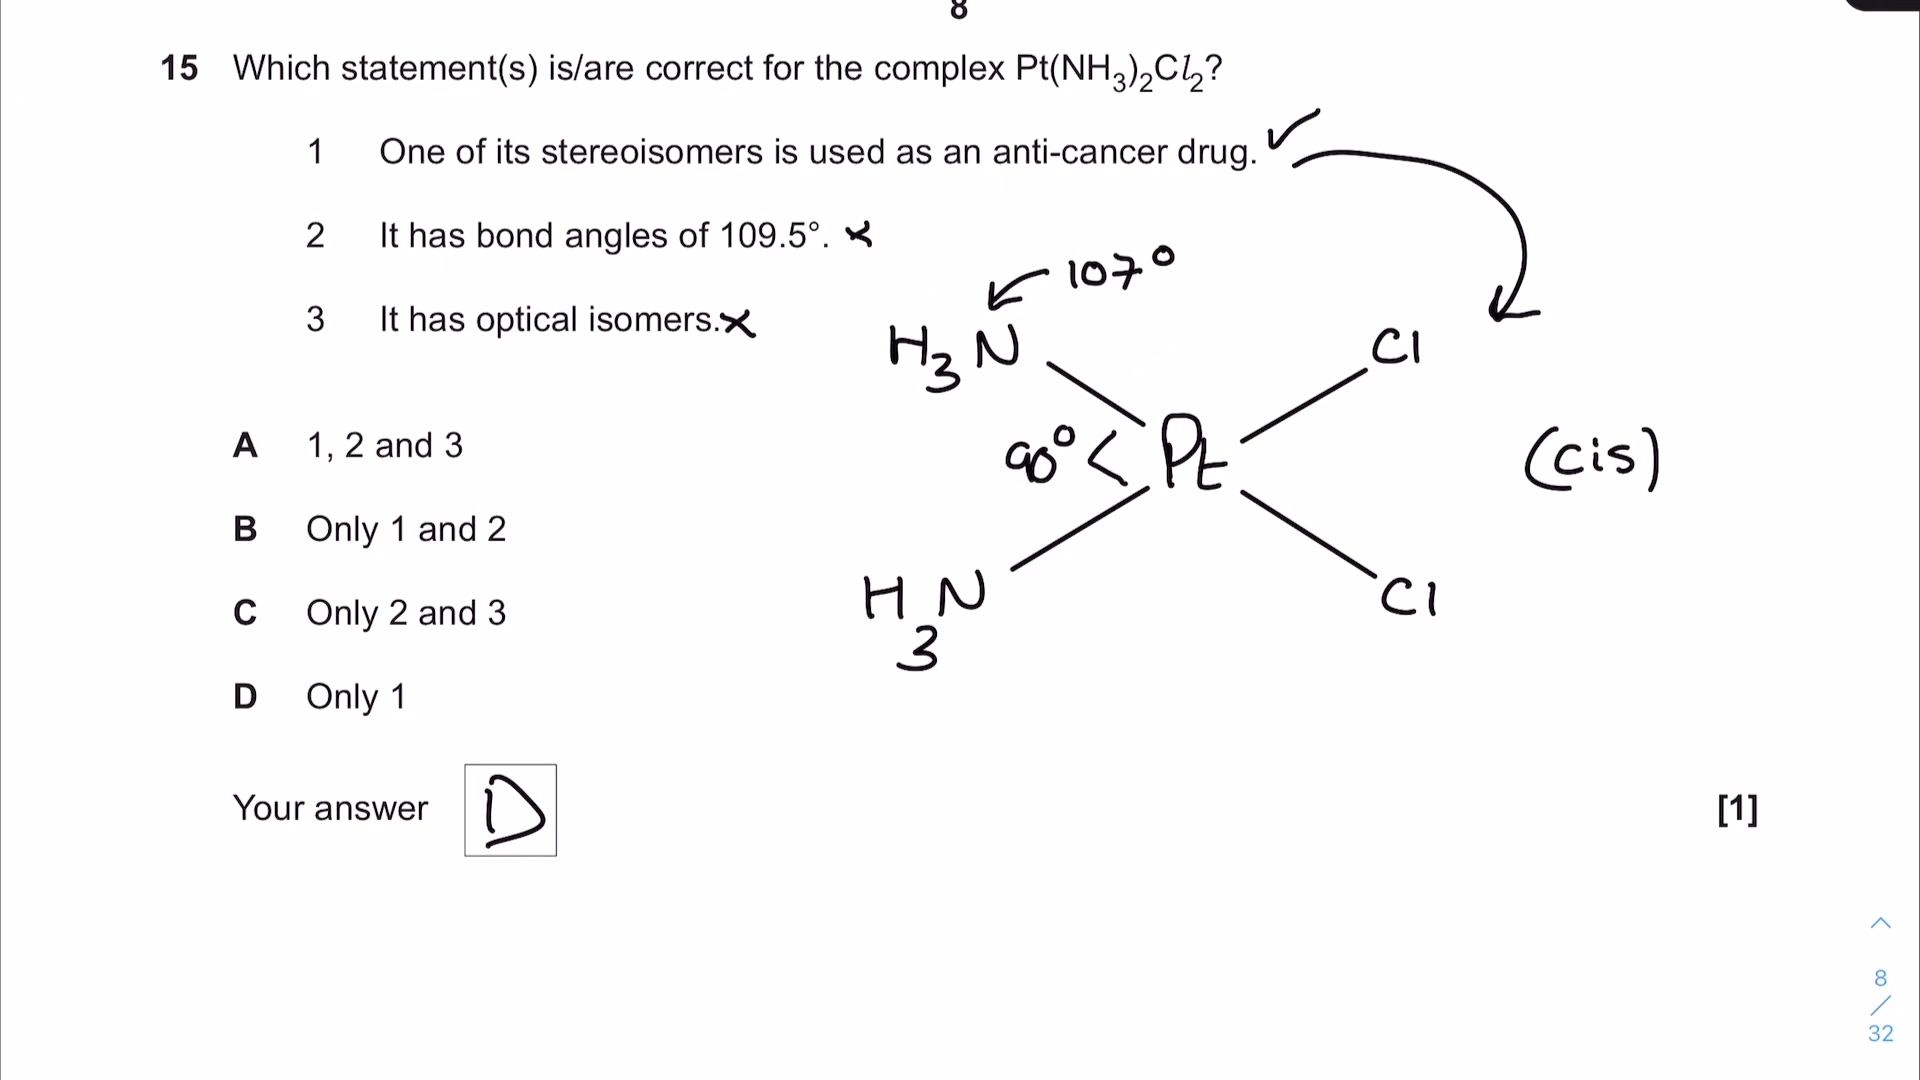 8
15 Which statement(s) is/are correct for the complex Pt(NH₃)₂Cl₂?
1 One of its stereoisomers is used as an anti-cancer drug. ✓
2 It has bond angles of 109.5°. ×
107°
3 It has optical isomers. ×
H₃N Cl
A 1, 2 and 3
90° < Pt (cis)
B Only 1 and 2
C Only 2 and 3
H₃N Cl
D Only 1
Your answer D [1]
8
/
32